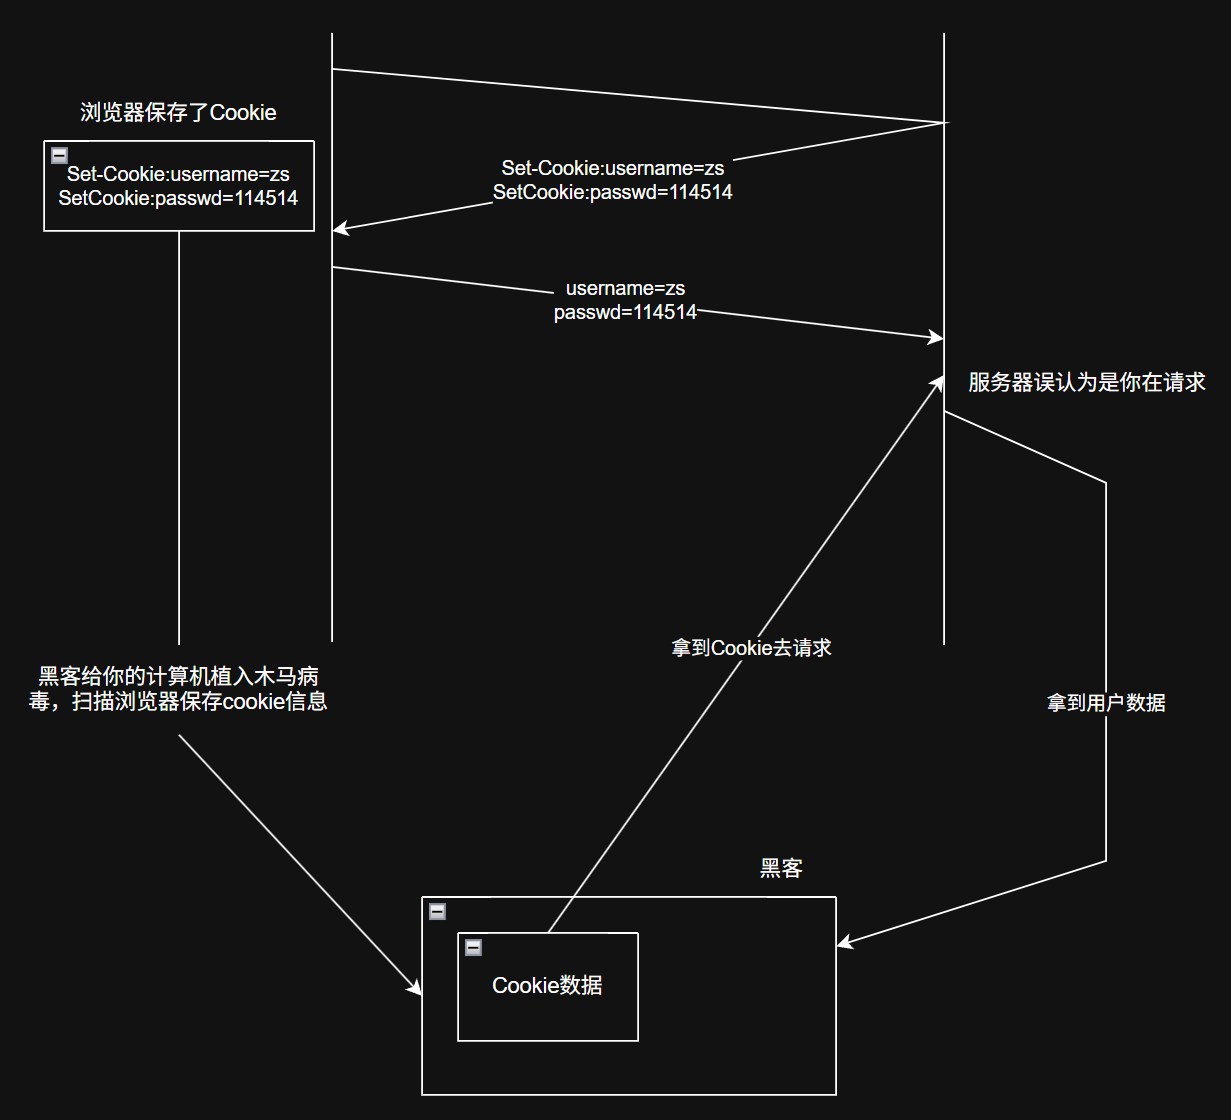 浏览器保存了Cookie
Set-Cookie:username=zs
SetCookie:passwd=114514
Set-Cookie:username=zs
SetCookie:passwd=114514
username=zs
passwd=114514
服务器误认为是你在请求
拿到Cookie去请求
黑客给你的计算机植入木马病
毒，扫描浏览器保存cookie信息
拿到用户数据
黑客
Cookie数据